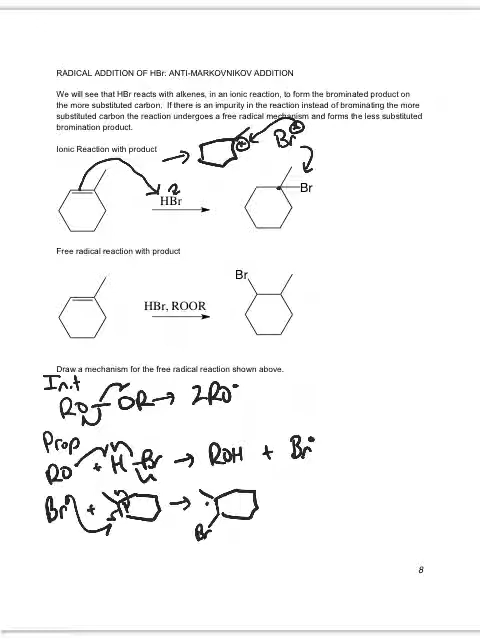 RADICAL ADDITION OF HBr: ANTI-MARKOVNIKOV ADDITION
We will see that HBr reacts with alkenes, in an ionic reaction, to form the brominated product on
the more substituted carbon. If there is an impurity in the reaction instead of brominating the more
substituted carbon the reaction undergoes a free radical mechanism and forms the less substituted
bromination product.
Ionic Reaction with product
Br
Br
HBr
Free radical reaction with product
Br
HBr, ROOR
Draw a mechanism for the free radical reaction shown above.
Init
RO - OR → 2RO•
Prop
RO• + H-Br → ROH + Br•
Br• + →
Br
8